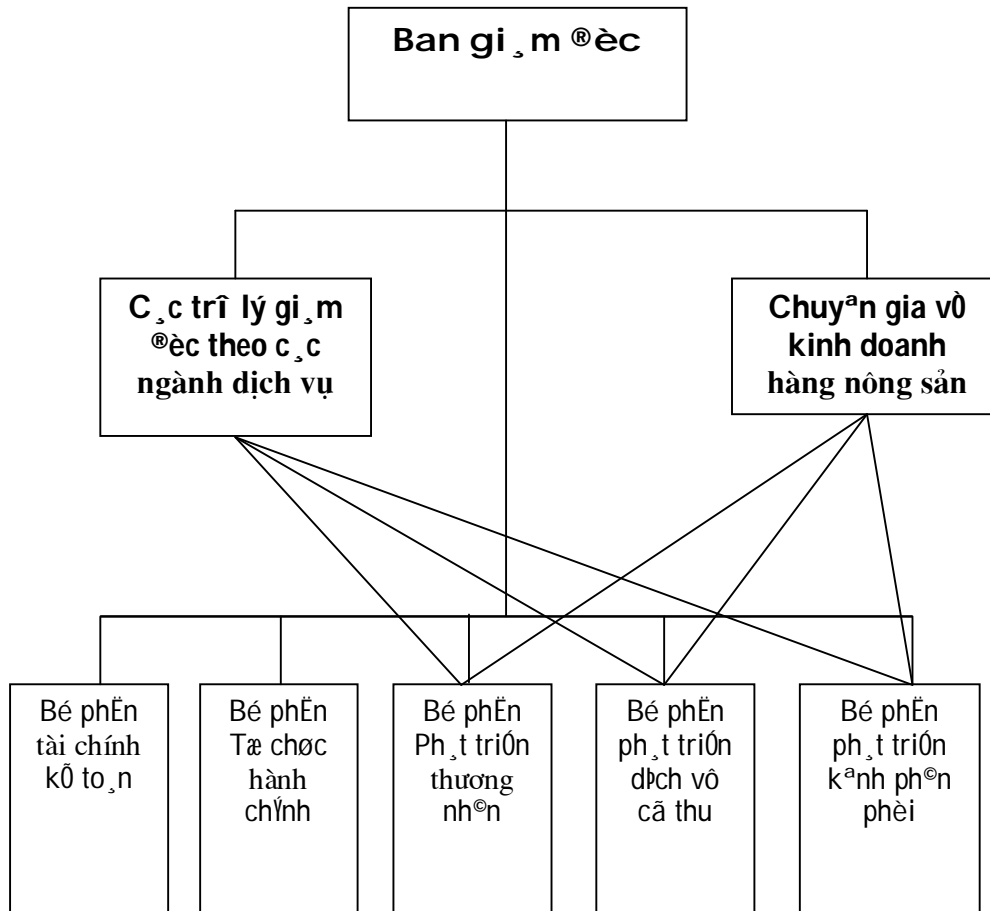 Ban gi¸m ®èc
C¸c trî lý gi¸m
®èc theo c¸c
ngành dịch vụ
Chuyªn gia vÒ
kinh doanh
hàng nông sản
Bé phËn
tài chính
kÕ to¸n
Bé phËn
Tæ chøc
hành
chÝnh
Bé phËn
Ph¸t triÓn
thương
nh©n
Bé phËn
ph¸t triÓn
dÞch vô
cã thu
Bé phËn
ph¸t triÓn
kªnh ph©n
phèi